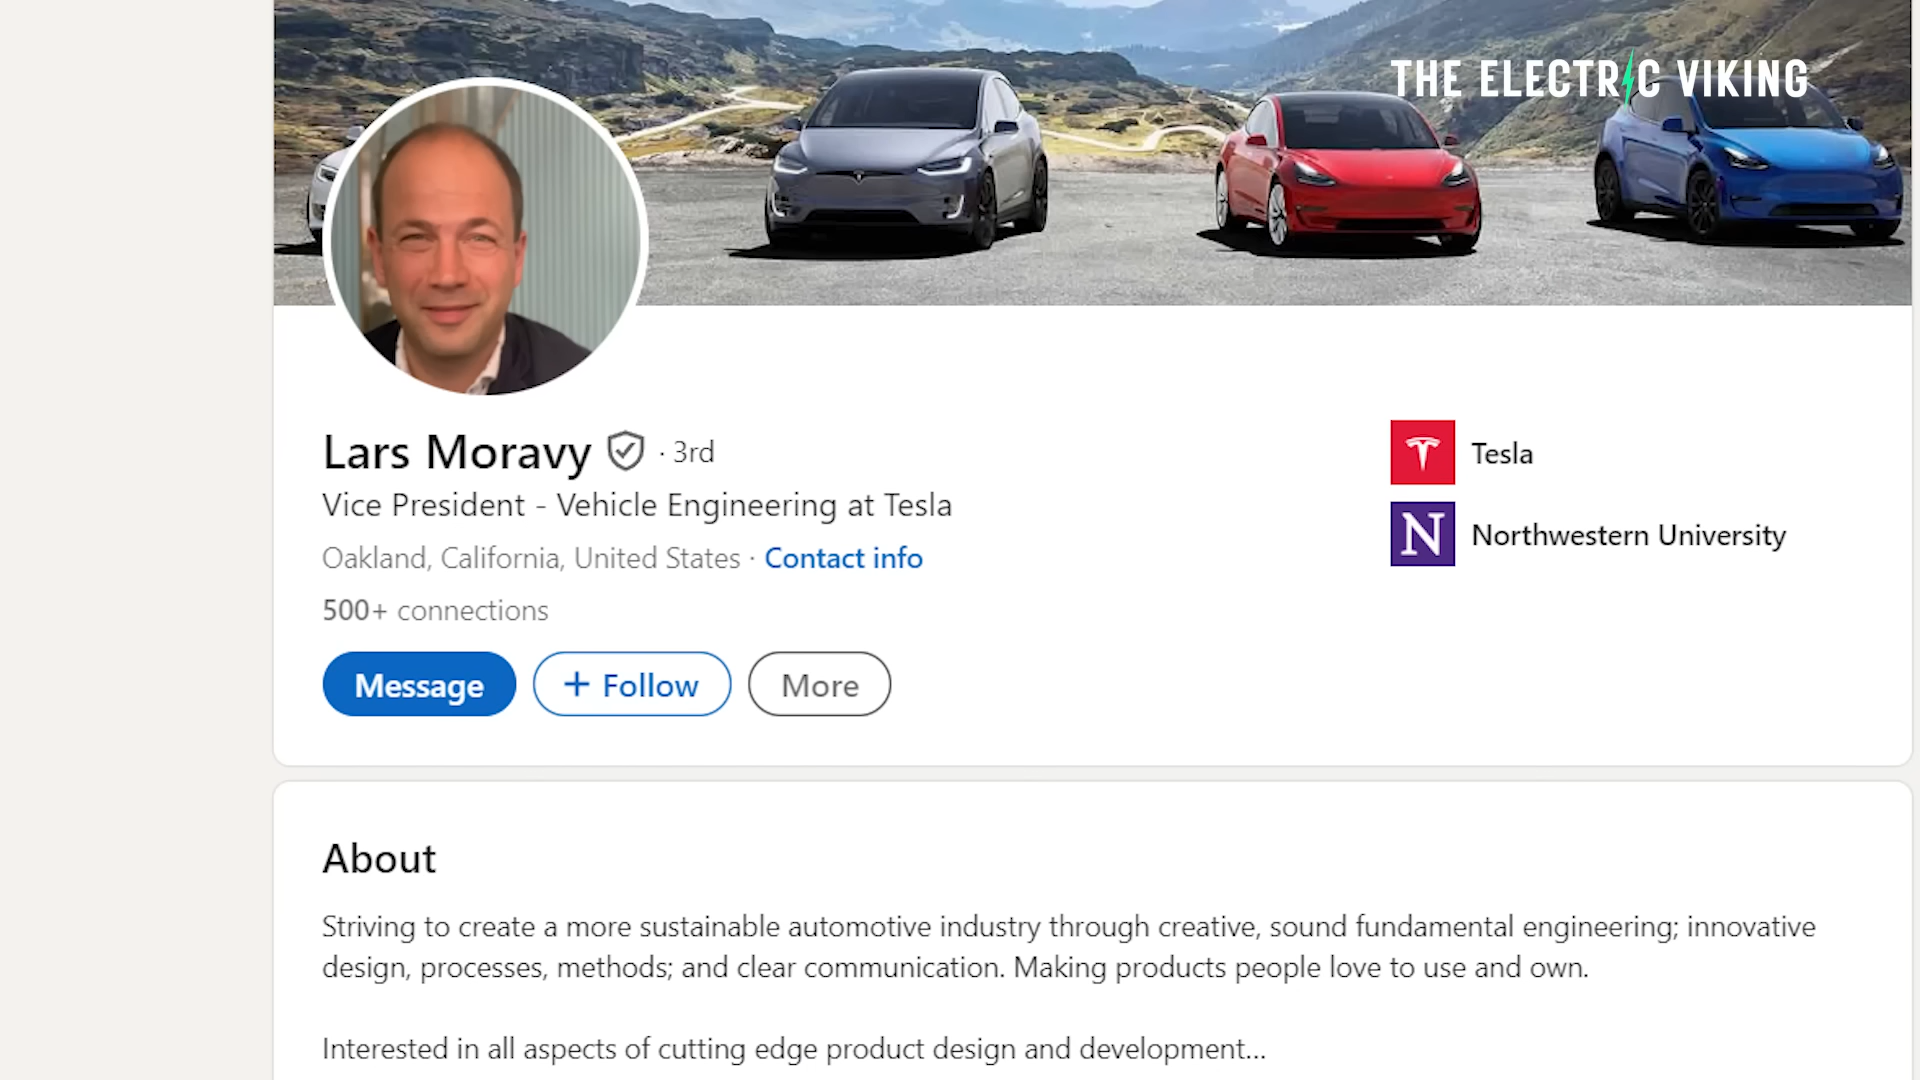 THE ELECTRIC VIKING
Lars Moravy · 3rd
Vice President - Vehicle Engineering at Tesla
Oakland, California, United States · Contact info
500+ connections
Message + Follow More
Tesla
N Northwestern University
About
Striving to create a more sustainable automotive industry through creative, sound fundamental engineering; innovative
design, processes, methods; and clear communication. Making products people love to use and own.
Interested in all aspects of cutting edge product design and development...